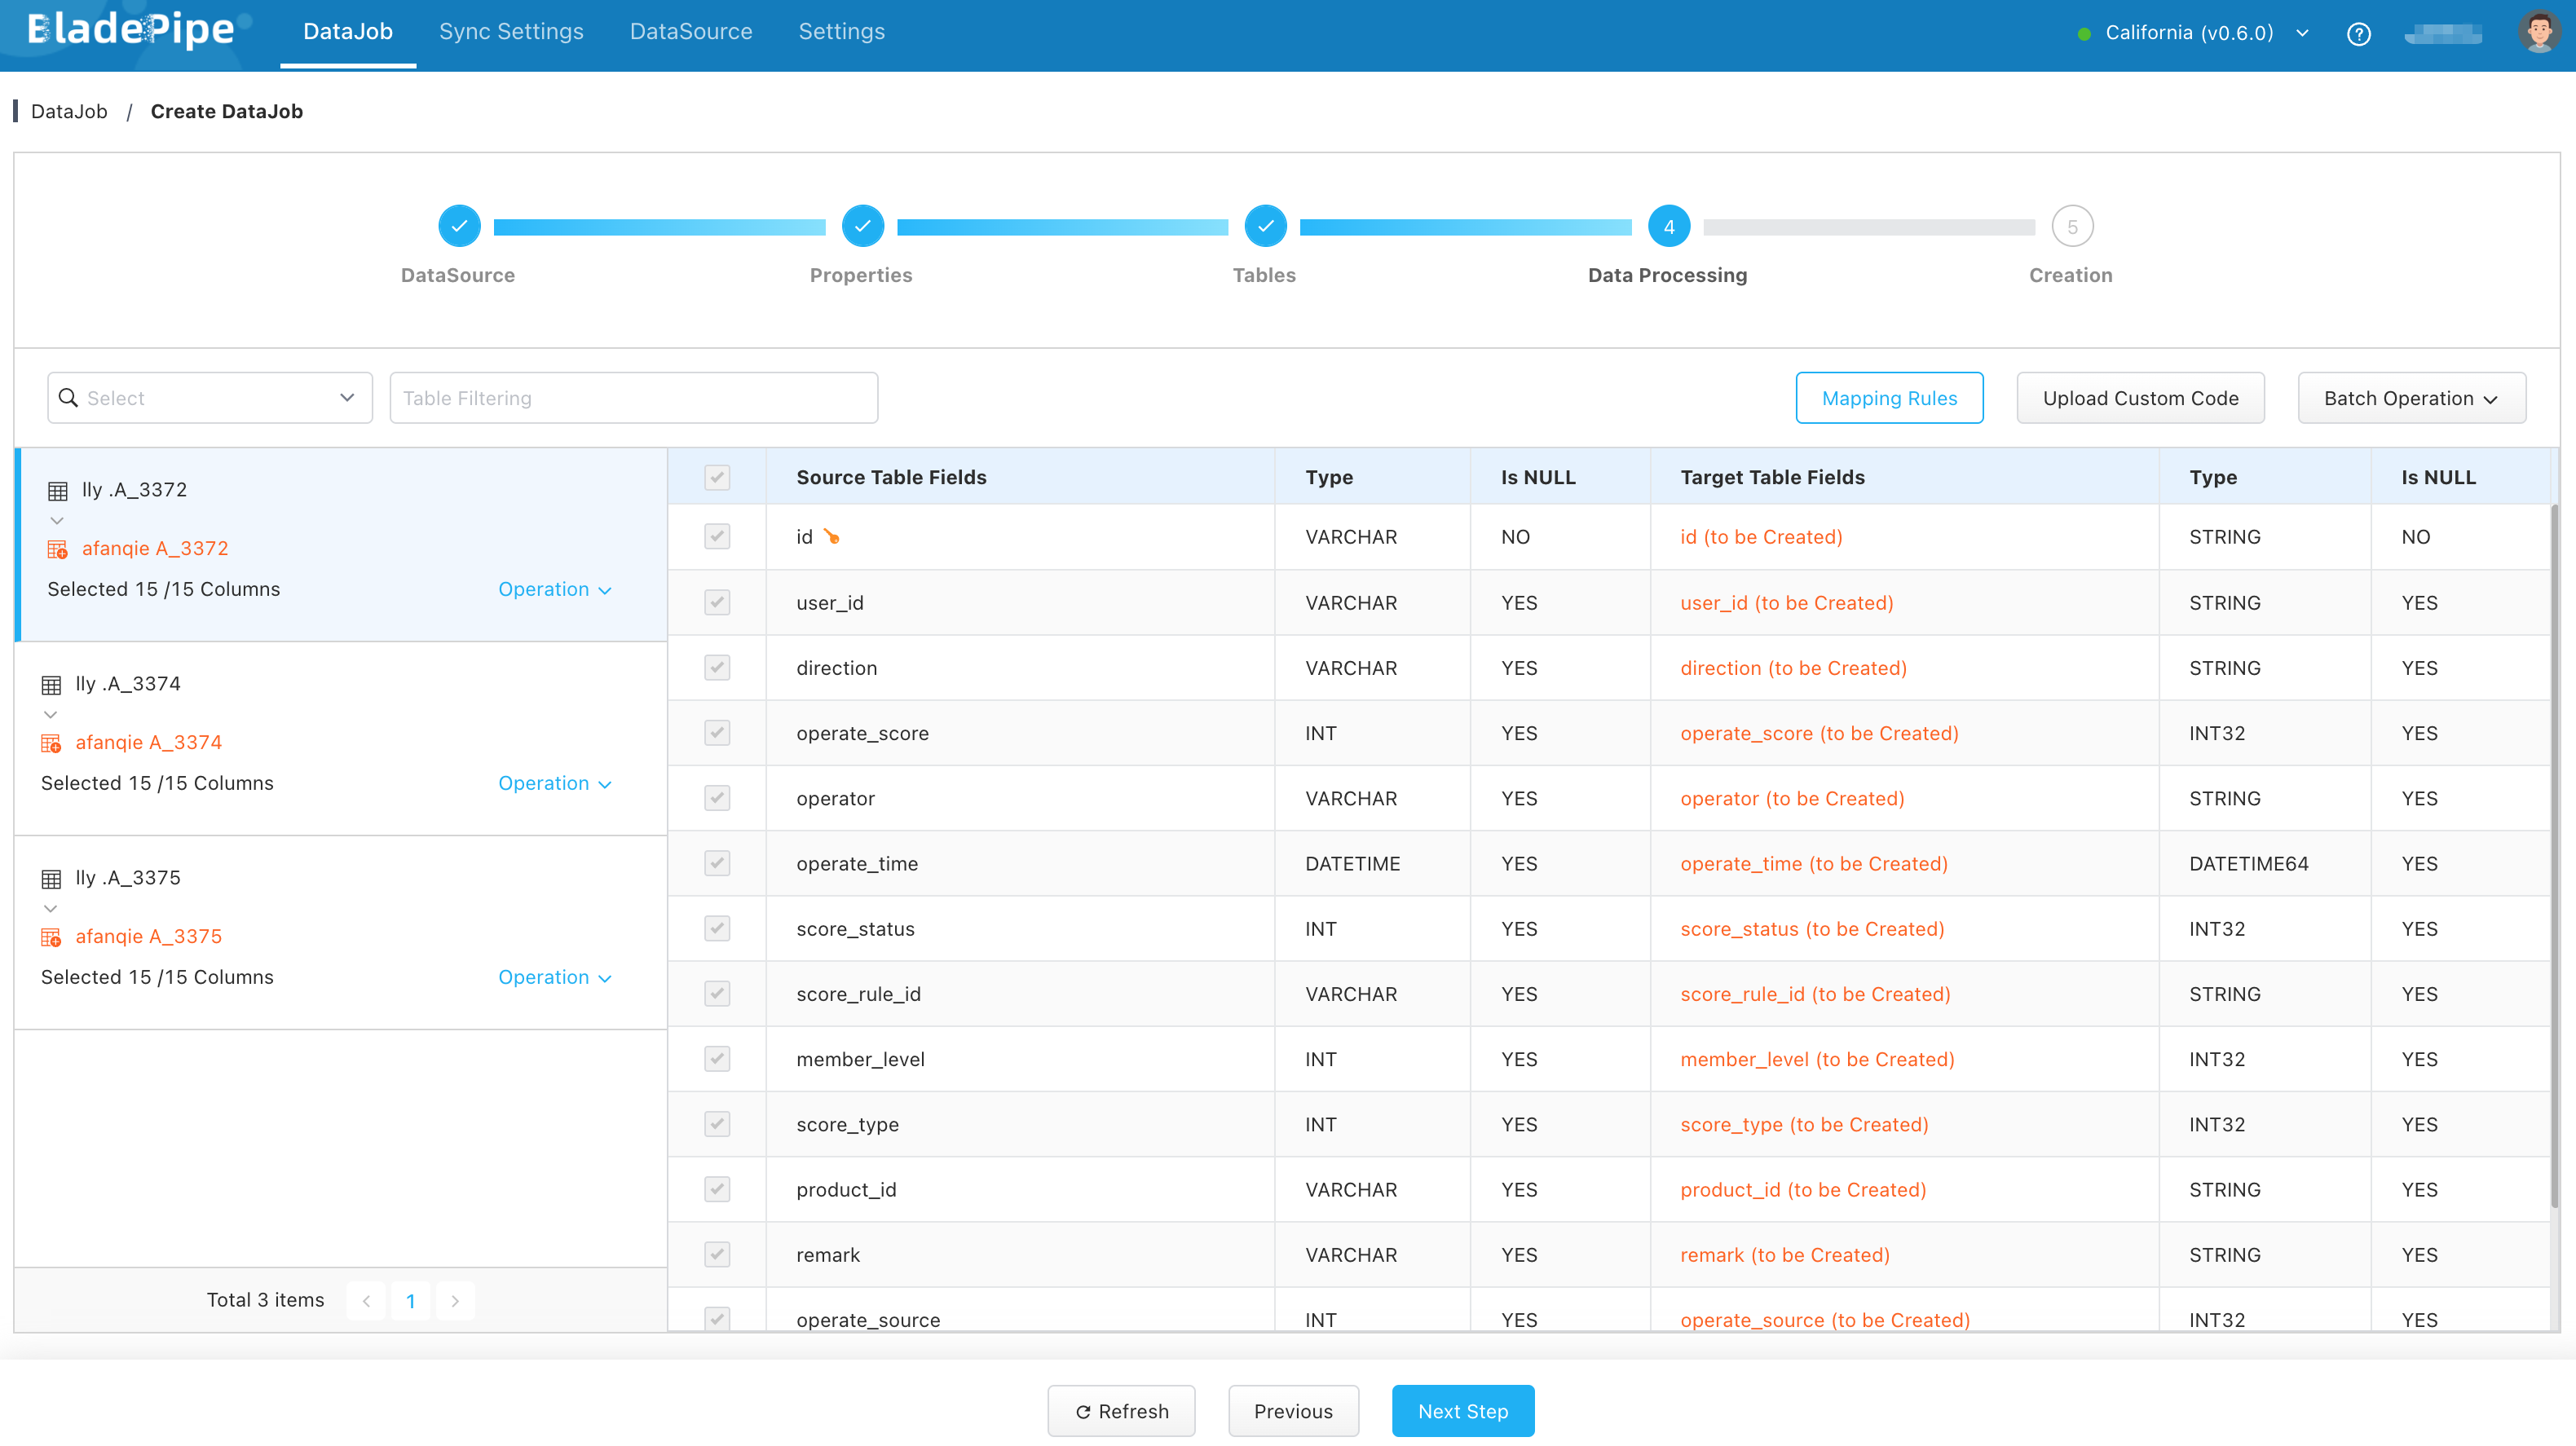 BladePipe DataJob Sync Settings DataSource Settings California (v0.6.0)
DataJob / Create DataJob
4 5
DataSource Properties Tables Data Processing Creation
Select Table Filtering Mapping Rules Upload Custom Code Batch Operation
lly .A_3372
afanqie A_3372
Selected 15 /15 Columns Operation
lly .A_3374
afanqie A_3374
Selected 15 /15 Columns Operation
lly .A_3375
afanqie A_3375
Selected 15 /15 Columns Operation
Total 3 items 1
Source Table Fields Type Is NULL Target Table Fields Type Is NULL
id VARCHAR NO id (to be Created) STRING NO
user_id VARCHAR YES user_id (to be Created) STRING YES
direction VARCHAR YES direction (to be Created) STRING YES
operate_score INT YES operate_score (to be Created) INT32 YES
operator VARCHAR YES operator (to be Created) STRING YES
operate_time DATETIME YES operate_time (to be Created) DATETIME64 YES
score_status INT YES score_status (to be Created) INT32 YES
score_rule_id VARCHAR YES score_rule_id (to be Created) STRING YES
member_level INT YES member_level (to be Created) INT32 YES
score_type INT YES score_type (to be Created) INT32 YES
product_id VARCHAR YES product_id (to be Created) STRING YES
remark VARCHAR YES remark (to be Created) STRING YES
operate_source INT YES operate_source (to be Created) INT32 YES
Refresh Previous Next Step